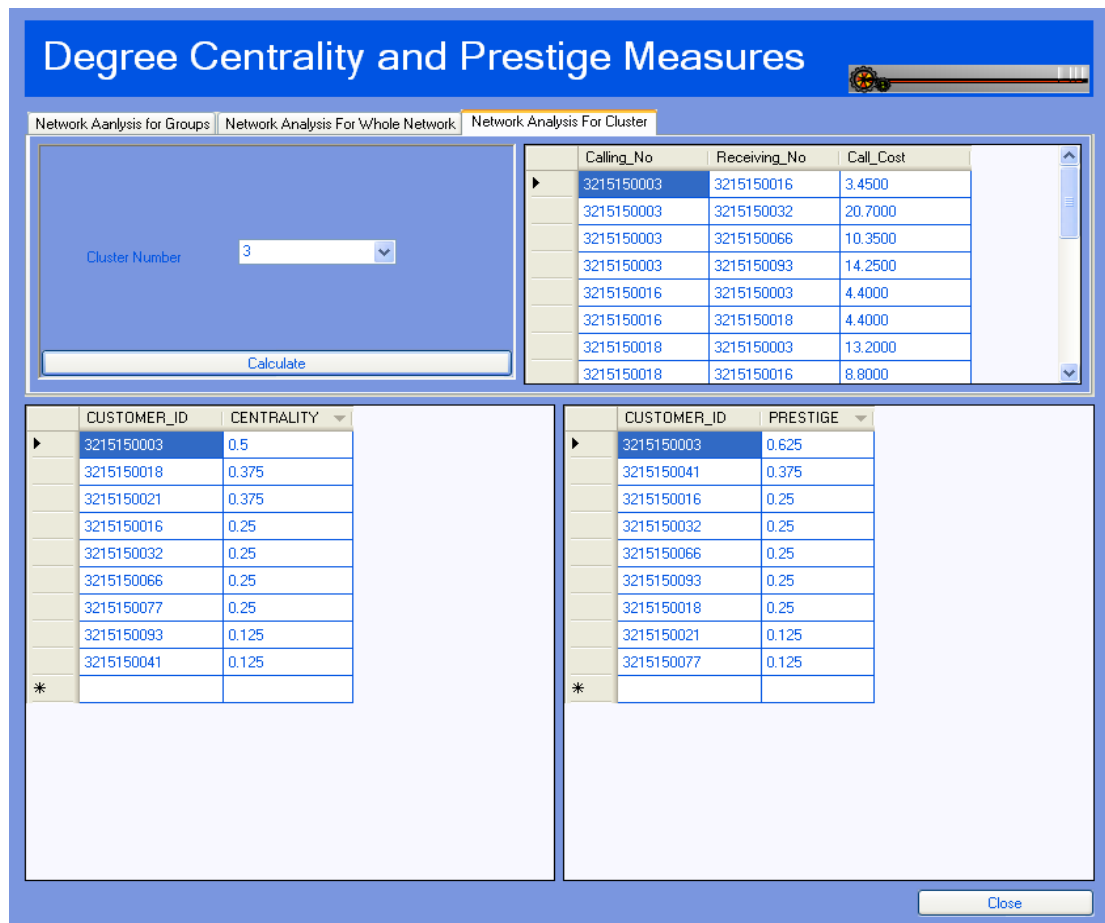 Degree Centrality and Prestige Measures
Network Aanlysis for Groups Network Analysis For Whole Network Network Analysis For Cluster
Cluster Number 3
Calculate
Calling_No Receiving_No Call_Cost
3215150003 3215150016 3.4500
3215150003 3215150032 20.7000
3215150003 3215150066 10.3500
3215150003 3215150093 14.2500
3215150016 3215150003 4.4000
3215150016 3215150018 4.4000
3215150018 3215150003 13.2000
3215150018 3215150016 8.8000
CUSTOMER_ID CENTRALITY
3215150003 0.5
3215150018 0.375
3215150021 0.375
3215150016 0.25
3215150032 0.25
3215150066 0.25
3215150077 0.25
3215150093 0.125
3215150041 0.125
CUSTOMER_ID PRESTIGE
3215150003 0.625
3215150041 0.375
3215150016 0.25
3215150032 0.25
3215150066 0.25
3215150093 0.25
3215150018 0.25
3215150021 0.125
3215150077 0.125
Close